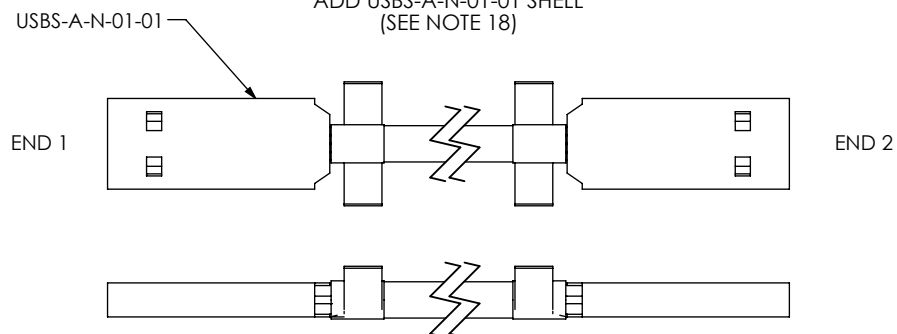 ADD USBS-A-N-01-01 SHELL
(SEE NOTE 18)
USBS-A-N-01-01
END 1
END 2